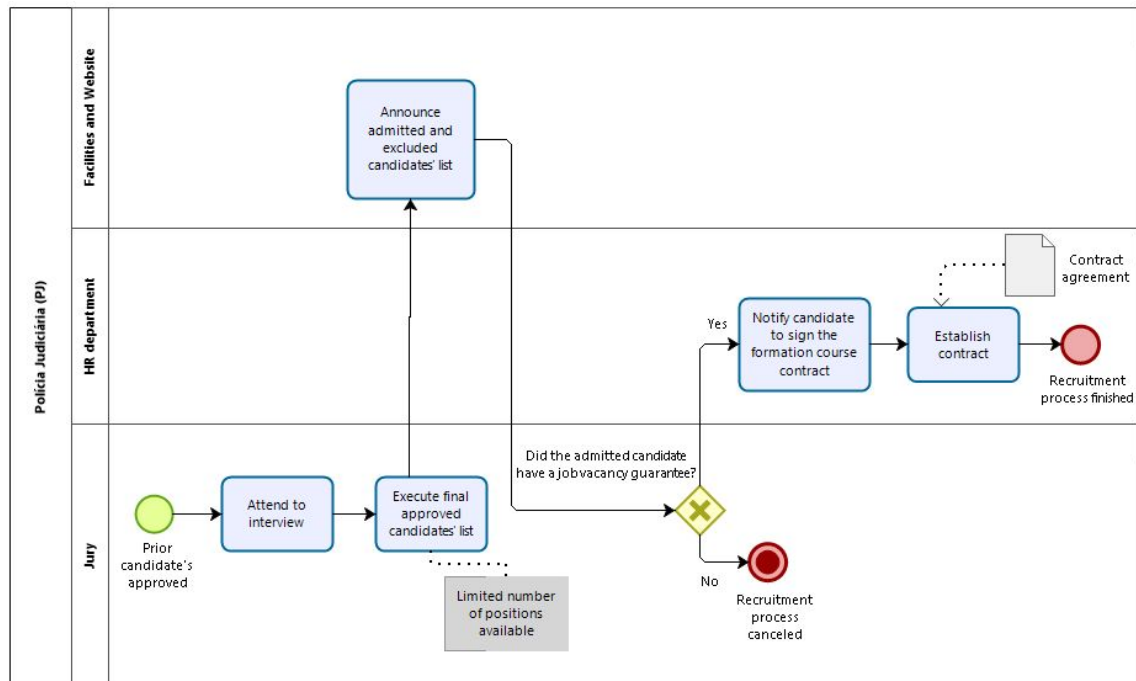 Polícia Judiciária (PJ)
Facilities and Website
Announce
admitted and
excluded
candidates' list
HR department
Yes
Notify candidate
to sign the
formation course
contract
Establish
contract
Contract
agreement
Recruitment
process finished
Jury
Prior
candidate's
approved
Attend to
interview
Execute final
approved
candidates' list
Limited number
of positions
available
Did the admitted candidate
have a job vacancy guarantee?
No
Recruitment
process
canceled